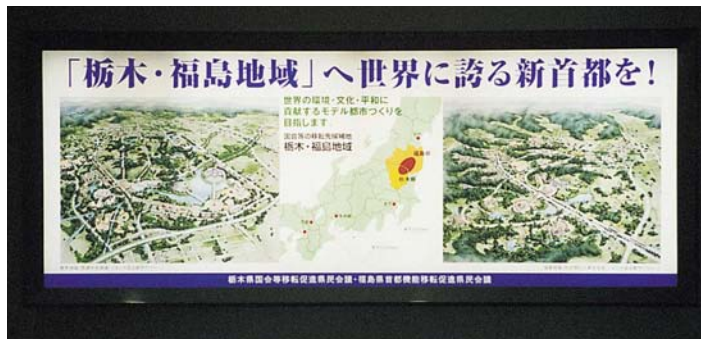 「栃木・福島地域」へ世界に誇る新首都を！
世界の環境・文化・平和に
貢献するモデル都市づくりを
目指します
国会等の移転先候補地
栃木・福島地域
福島県
栃木県
栃木県国会等移転促進県民会議・福島県首都機能移転促進県民会議